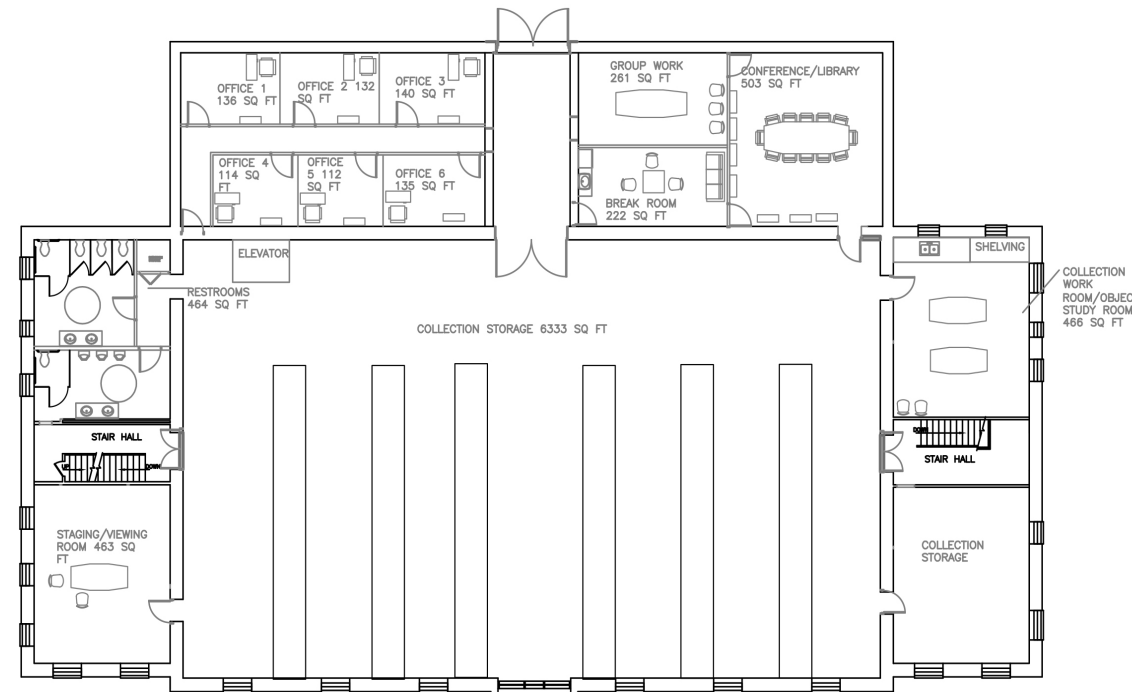 OFFICE 1
136 SQ FT
OFFICE 2 132
SQ FT
OFFICE 3
140 SQ FT
GROUP WORK
261 SQ FT
CONFERENCE/LIBRARY
503 SQ FT
OFFICE 4
114 SQ
FT
OFFICE
5 112
SQ FT
OFFICE 6
135 SQ FT
BREAK ROOM
222 SQ FT
ELEVATOR
SHELVING
RESTROOMS
464 SQ FT
COLLECTION
WORK
ROOM/OBJEC
STUDY ROOM
466 SQ FT
COLLECTION STORAGE 6333 SQ FT
STAIR HALL
UP
DOWN
DOWN
STAIR HALL
STAGING/VIEWING
ROOM 463 SQ
FT
COLLECTION
STORAGE